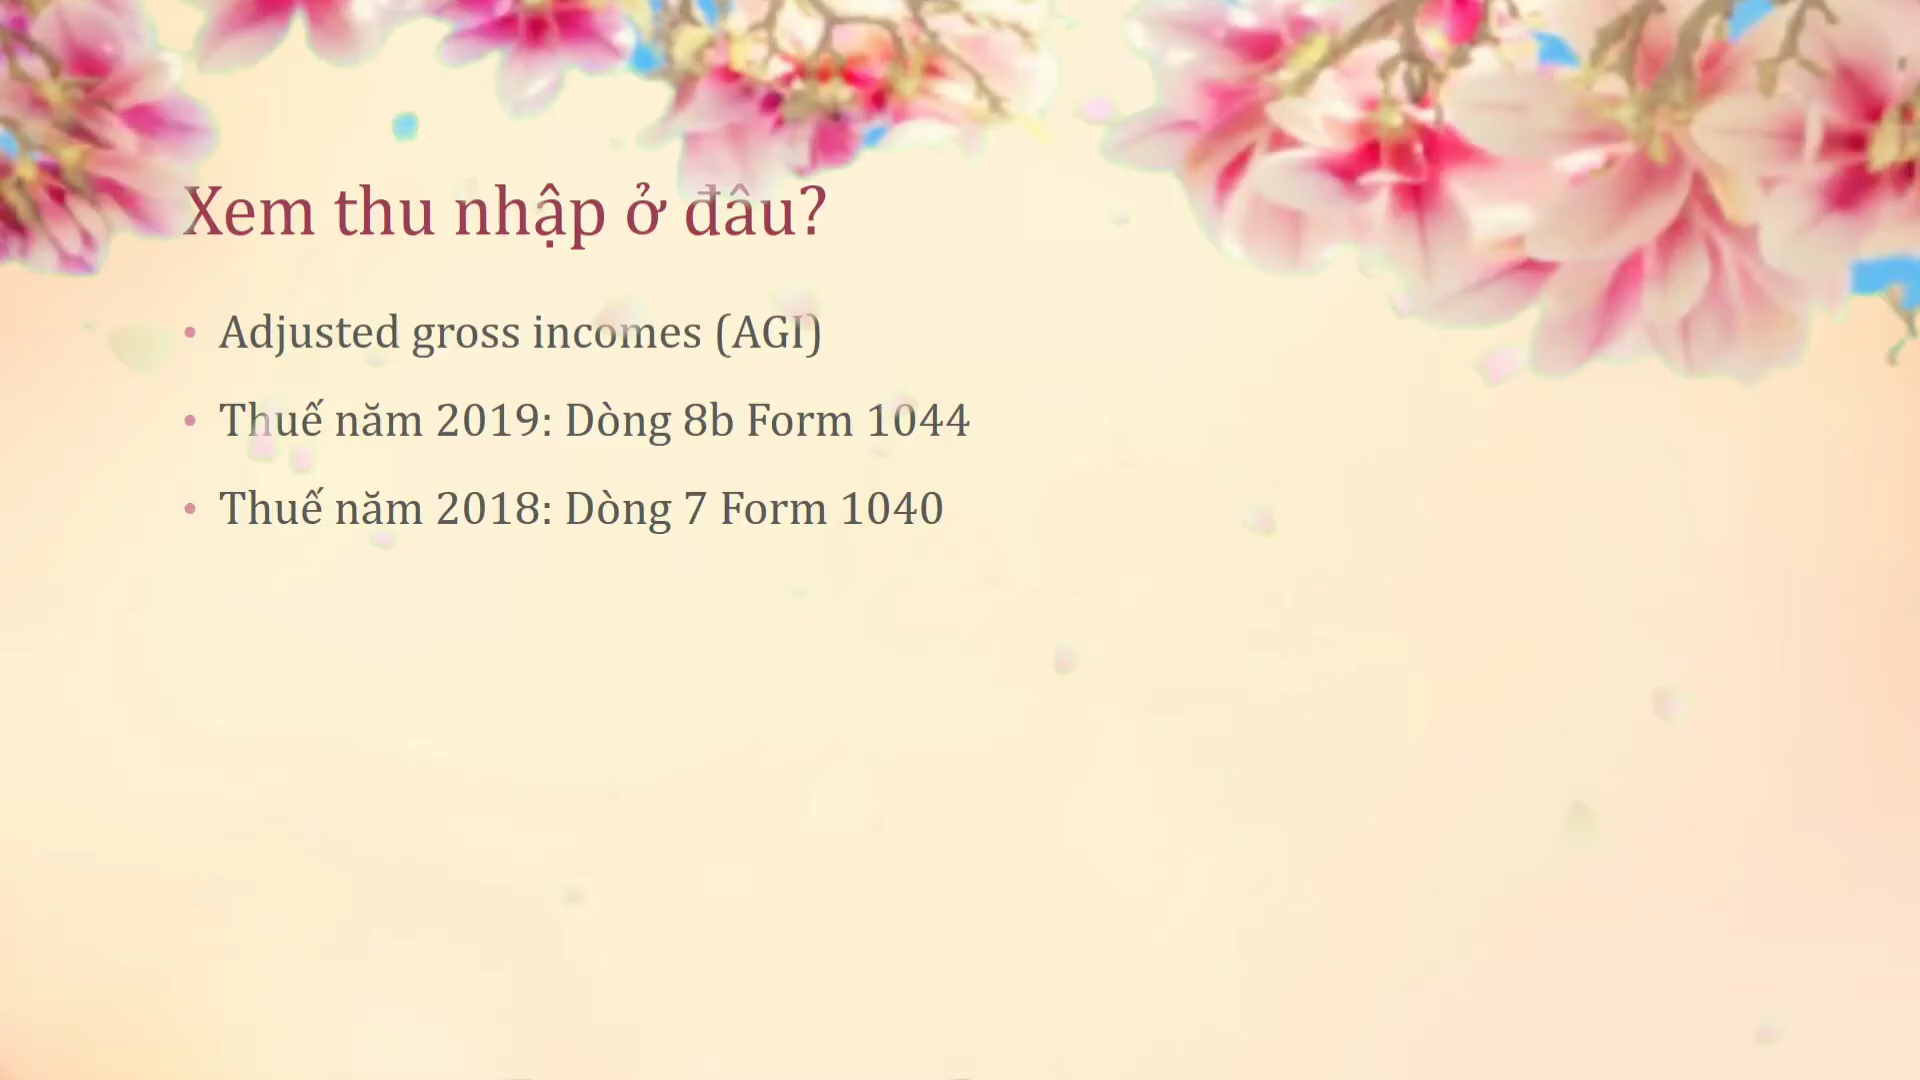 Xem thu nhập ở đâu?
• Adjusted gross incomes (AGI)
• Thuế năm 2019: Dòng 8b Form 1044
• Thuế năm 2018: Dòng 7 Form 1040